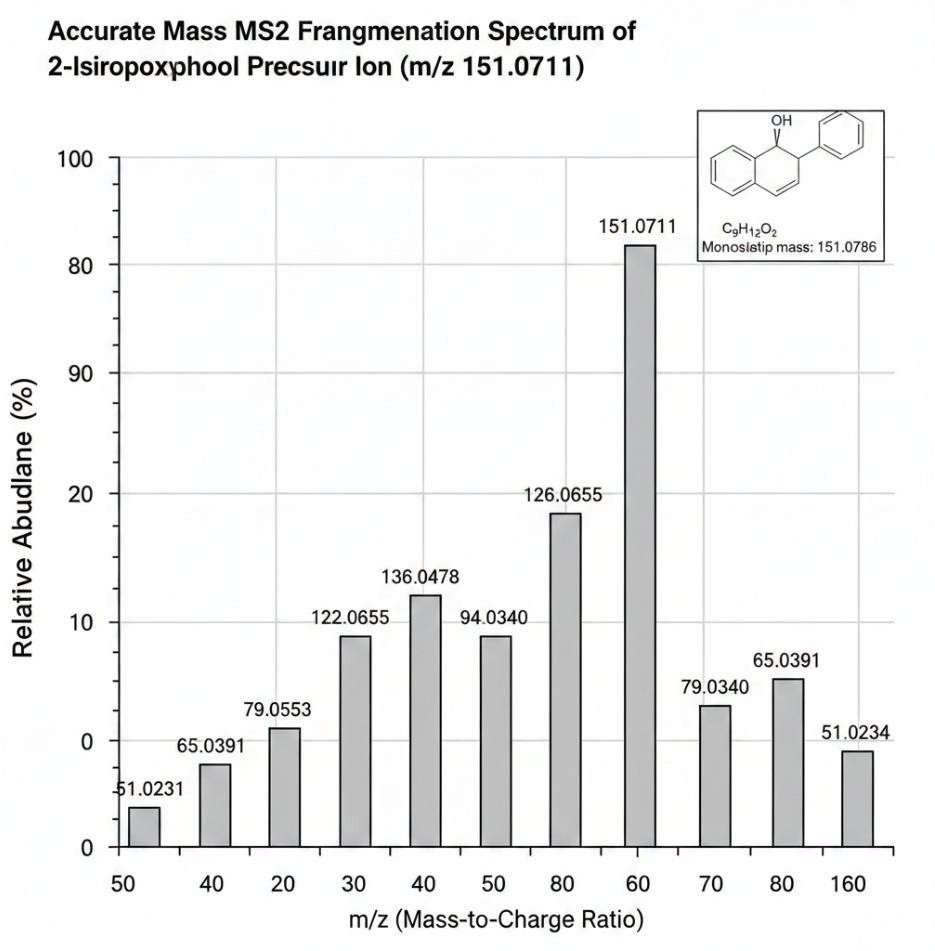 Accurate Mass MS2 Frangmenation Spectrum of
2-Isiropoxphool Precsuır Ion (m/z 151.0711)
OH
C₉H₁₂O₂
Monosłatip mass: 151.0786
Relative Abudlane (%)
100
80
90
20
10
0
0
51.0231
65.0391
79.0553
122.0655
136.0478
94.0340
126.0655
151.0711
79.0340
65.0391
51.0234
50 40 20 30 40 50 80 60 70 80 160
m/z (Mass-to-Charge Ratio)